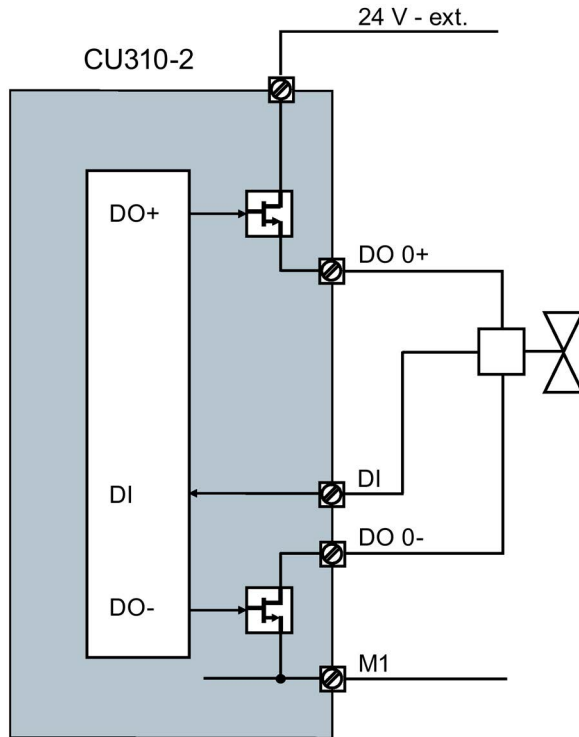 24 V - ext.
CU310-2
DO+
DO 0+
DI
DI
DO 0-
DO-
M1